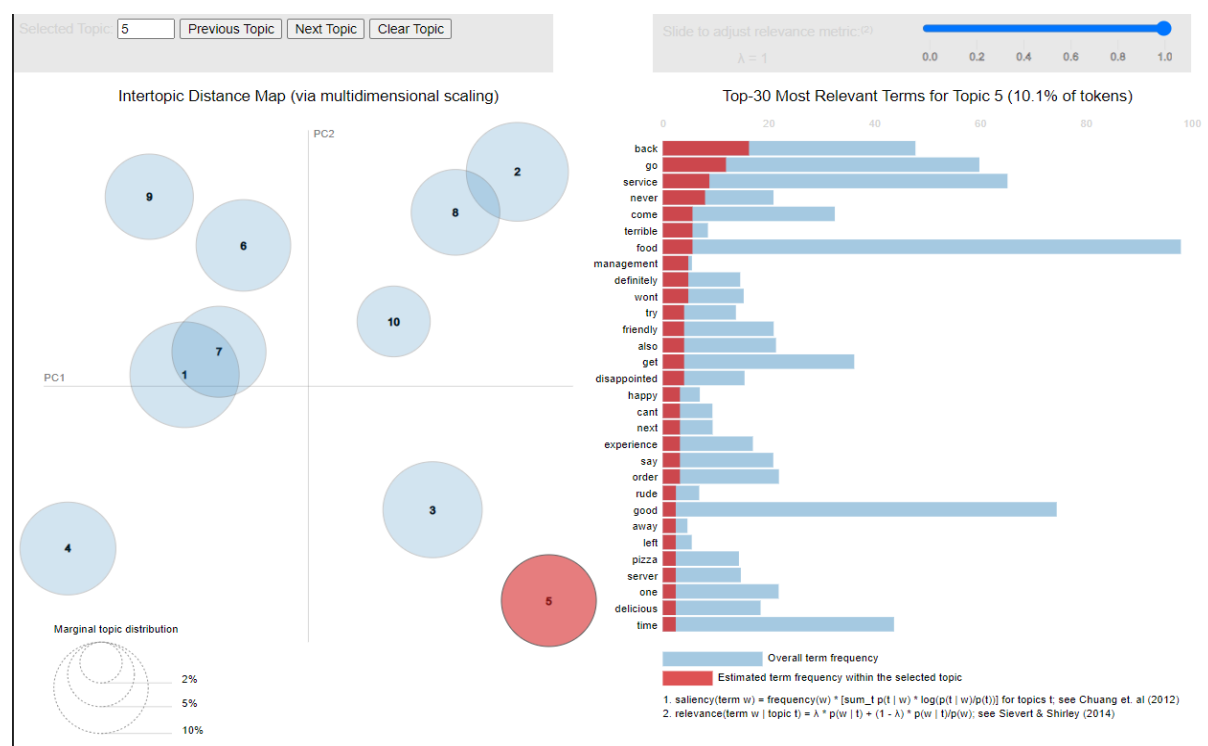 Selected Topic: 5 Previous Topic Next Topic Clear Topic
Slide to adjust relevance metric:(2)
λ = 1
0.0 0.2 0.4 0.6 0.8 1.0
Intertopic Distance Map (via multidimensional scaling)
PC2
2
9
8
6
10
7
1
PC1
3
4
5
Marginal topic distribution
2%
5%
10%
Top-30 Most Relevant Terms for Topic 5 (10.1% of tokens)
0 20 40 60 80 100
back
go
service
never
come
terrible
food
management
definitely
wont
try
friendly
also
get
disappointed
happy
cant
next
experience
say
order
rude
good
away
left
pizza
server
one
delicious
time
Overall term frequency
Estimated term frequency within the selected topic
1. saliency(term w) = frequency(w) * [sum_t p(t | w) * log(p(t | w)/p(t))] for topics t; see Chuang et. al (2012)
2. relevance(term w | topic t) = λ * p(w | t) + (1 - λ) * p(w | t)/p(w); see Sievert & Shirley (2014)